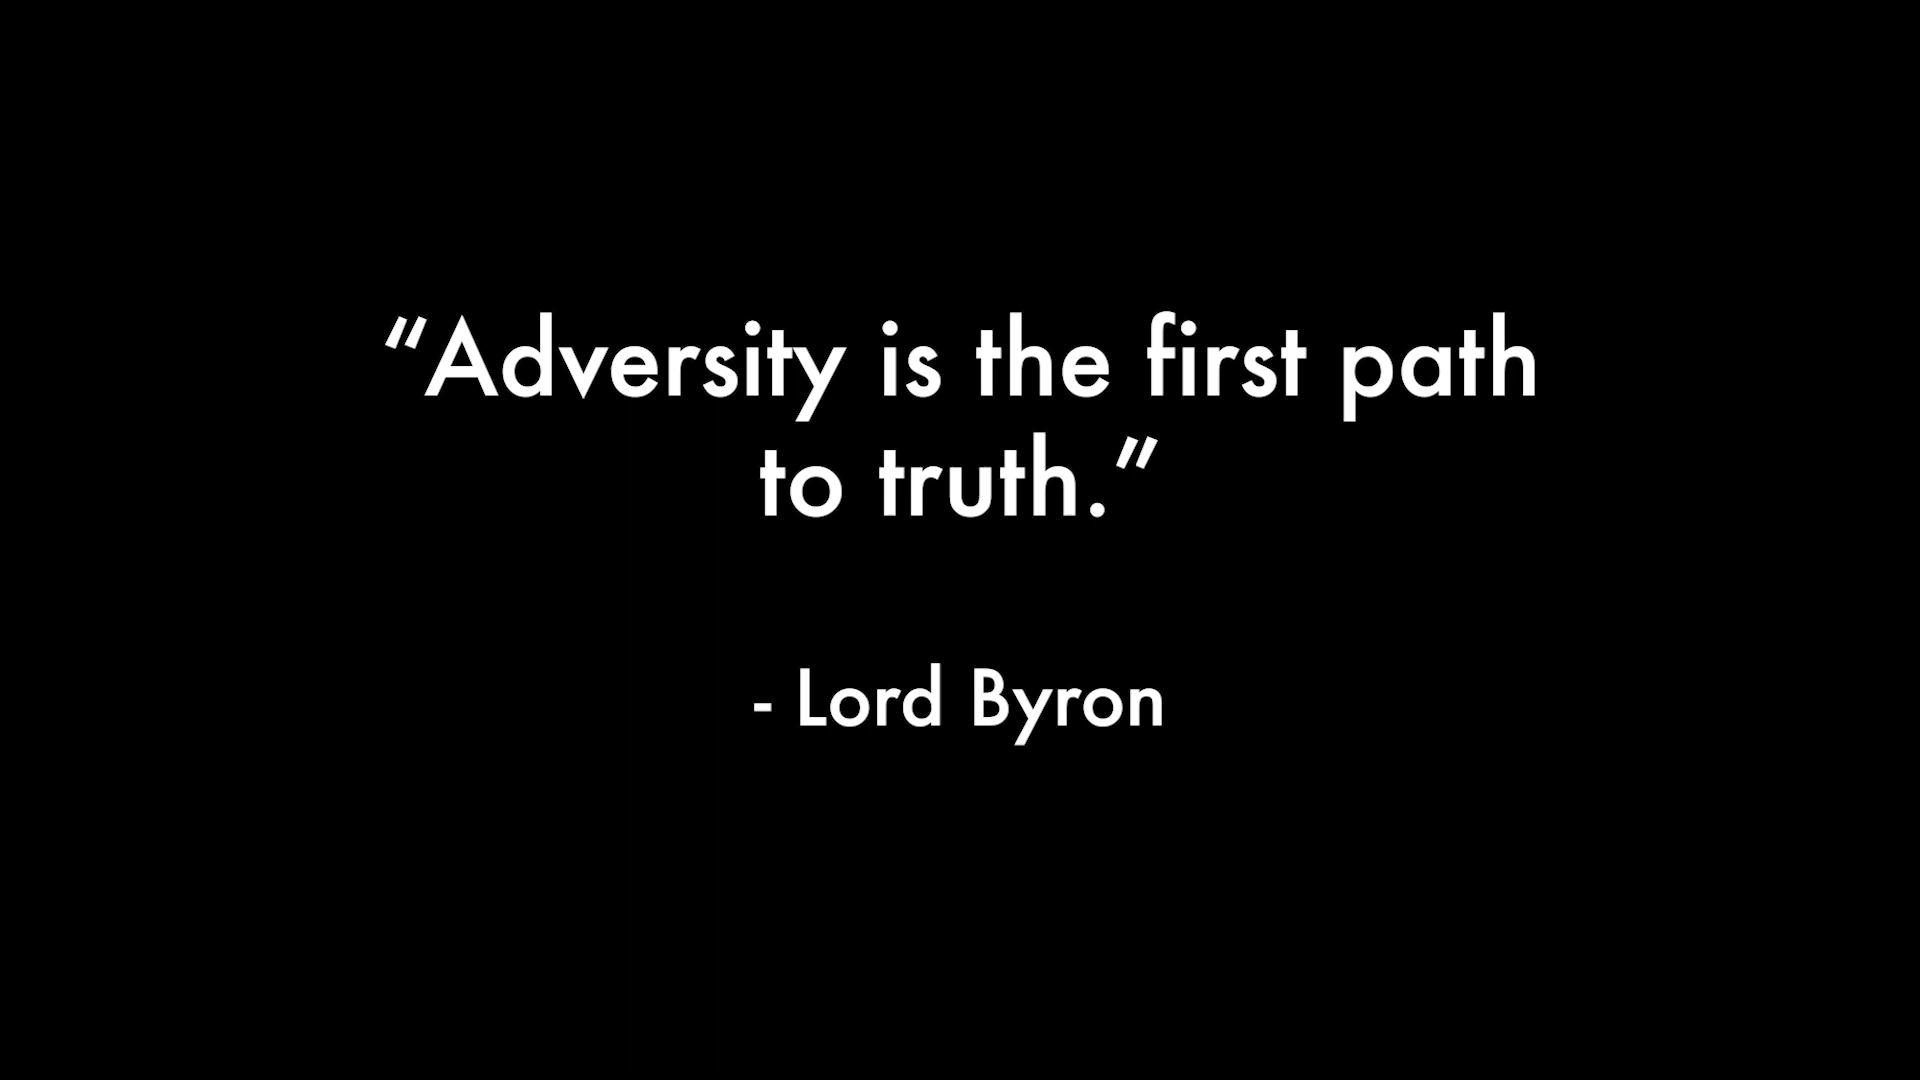 “Adversity is the first path
to truth.”
- Lord Byron